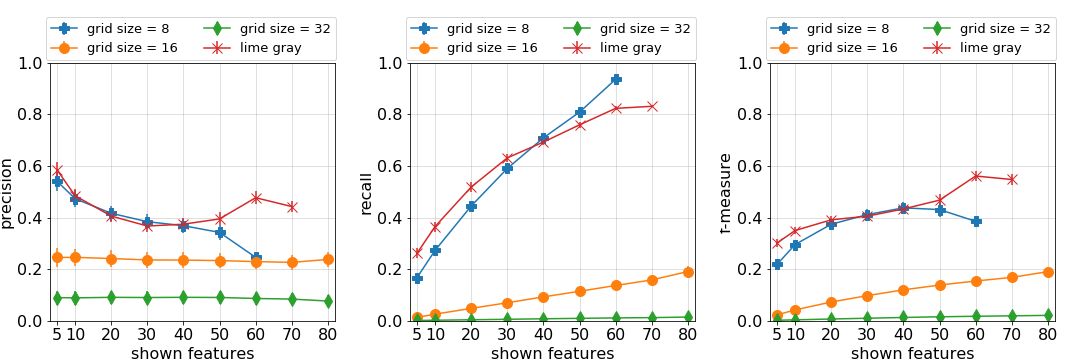 grid size = 8 grid size = 32
grid size = 16 lime gray
1.0
0.8
0.6
0.4
0.2
0.0
precision
5 10 20 30 40 50 60 70 80
shown features
grid size = 8 grid size = 32
grid size = 16 lime gray
1.0
0.8
0.6
0.4
0.2
0.0
recall
5 10 20 30 40 50 60 70 80
shown features
grid size = 8 grid size = 32
grid size = 16 lime gray
1.0
0.8
0.6
0.4
0.2
0.0
f-measure
5 10 20 30 40 50 60 70 80
shown features